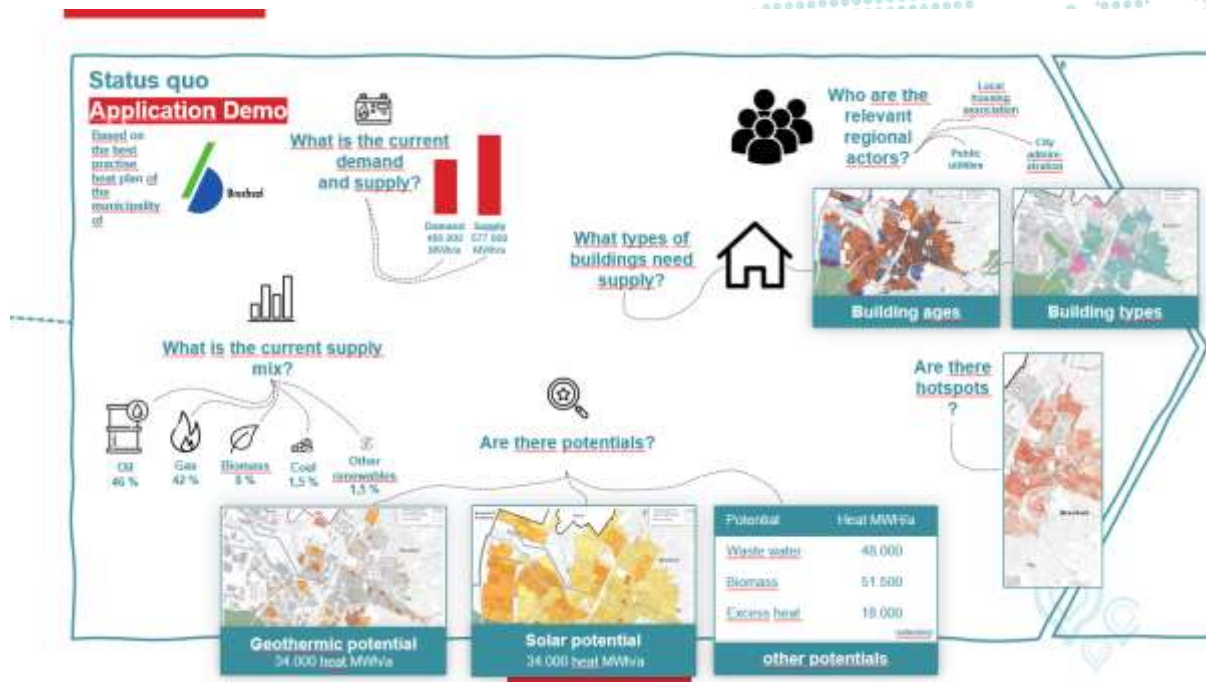 Status quo
Application Demo
Based on
the best
practise
heat plan of
the
municipality
of
What is the current
demand
and supply?
Demand
Supply
577.000
MWh/a
MWh/a
Who are the
relevant
regional
actors?
Local
housing
association
Public
utilities
City
admini-
stration
What types of
buildings need
supply?
Building ages
Building types
What is the current supply
mix?
Oil
46 %
Gas
42 %
Biomass
8 %
Coal
1,5 %
Other
renewables
1,5 %
Are there
hotspots
?
Are there potentials?
Geothermic potential
34.000 heat MWh/a
Solar potential
34.000 heat MWh/a
Potential Heat MWH/a
Waste water 48.000
Biomass 51.500
Excess heat 18.000
other potentials